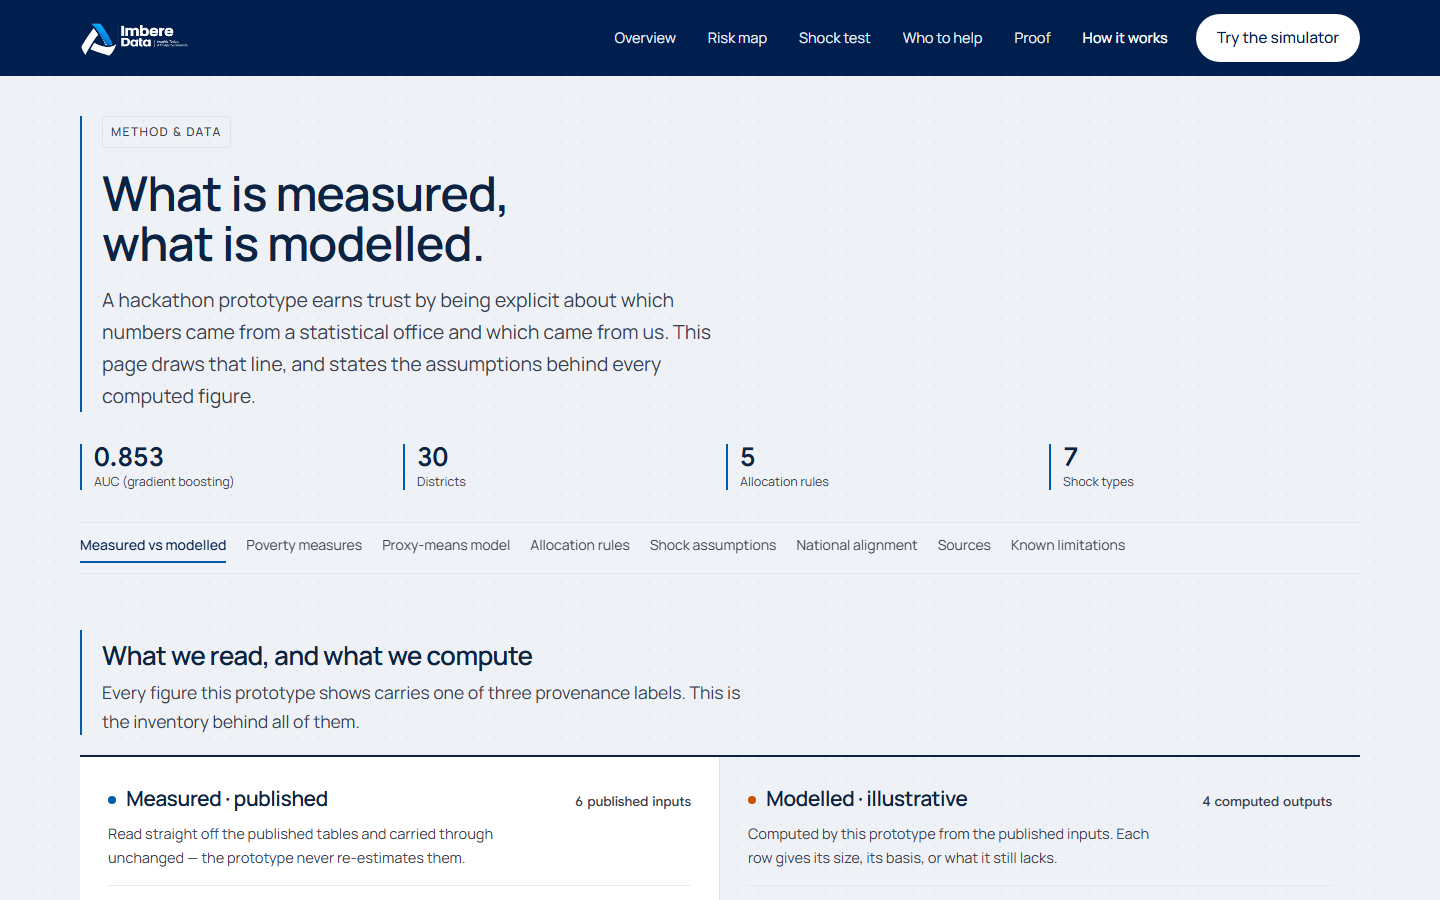 Imbere
Data
Overview
Risk map
Shock test
Who to help
Proof
How it works
Try the simulator
METHOD & DATA
What is measured,
what is modelled.
A hackathon prototype earns trust by being explicit about which
numbers came from a statistical office and which came from us. This
page draws that line, and states the assumptions behind every
computed figure.
0.853
AUC (gradient boosting)
30
Districts
5
Allocation rules
7
Shock types
Measured vs modelled
Poverty measures
Proxy-means model
Allocation rules
Shock assumptions
National alignment
Sources
Known limitations
What we read, and what we compute
Every figure this prototype shows carries one of three provenance labels. This is
the inventory behind all of them.
Measured · published
6 published inputs
Read straight off the published tables and carried through
unchanged — the prototype never re-estimates them.
Modelled · illustrative
4 computed outputs
Computed by this prototype from the published inputs. Each
row gives its size, its basis, or what it still lacks.